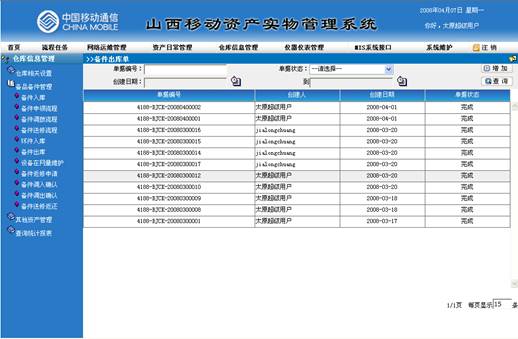 中国移动通信
CHINA MOBILE
山西移动资产实物管理系统
2008年04月07日 星期一
你好，太原超级用户
首页 流程任务 网络运维管理 资产日常管理 仓库信息管理 仪器仪表管理 MIS系统接口 系统维护 注 销
仓库信息管理
仓库相关设置
备品备件管理
备件入库
备件申领流程
备件调拨流程
备件送修流程
坏件入库
备件出库
设备在网量维护
备件返修申请
备件调入确认
备件调出确认
备件送修返还
其他资产管理
查询统计报表
>>备件出库单
单据编号： 单据状态： --请选择-- 增 加
创建日期： 到 查 询
单据编号 创建人 创建日期 单据状态
4188-BJCK-20080400002 太原超级用户 2008-04-01 完成
4188-BJCK-20080400001 太原超级用户 2008-04-01 完成
4188-BJCK-20080300016 jialongchuang 2008-03-20 完成
4188-BJCK-20080300015 jialongchuang 2008-03-20 完成
4188-BJCK-20080300014 jialongchuang 2008-03-20 完成
4188-BJCK-20080300017 jialongchuang 2008-03-20 完成
4188-BJCK-20080300012 太原超级用户 2008-03-20 完成
4188-BJCK-20080300010 太原超级用户 2008-03-20 完成
4188-BJCK-20080300009 太原超级用户 2008-03-18 完成
4188-BJCK-20080300008 太原超级用户 2008-03-18 完成
4188-BJCK-20080300001 太原超级用户 2008-03-17 完成
1/1页 每页显示 15 条